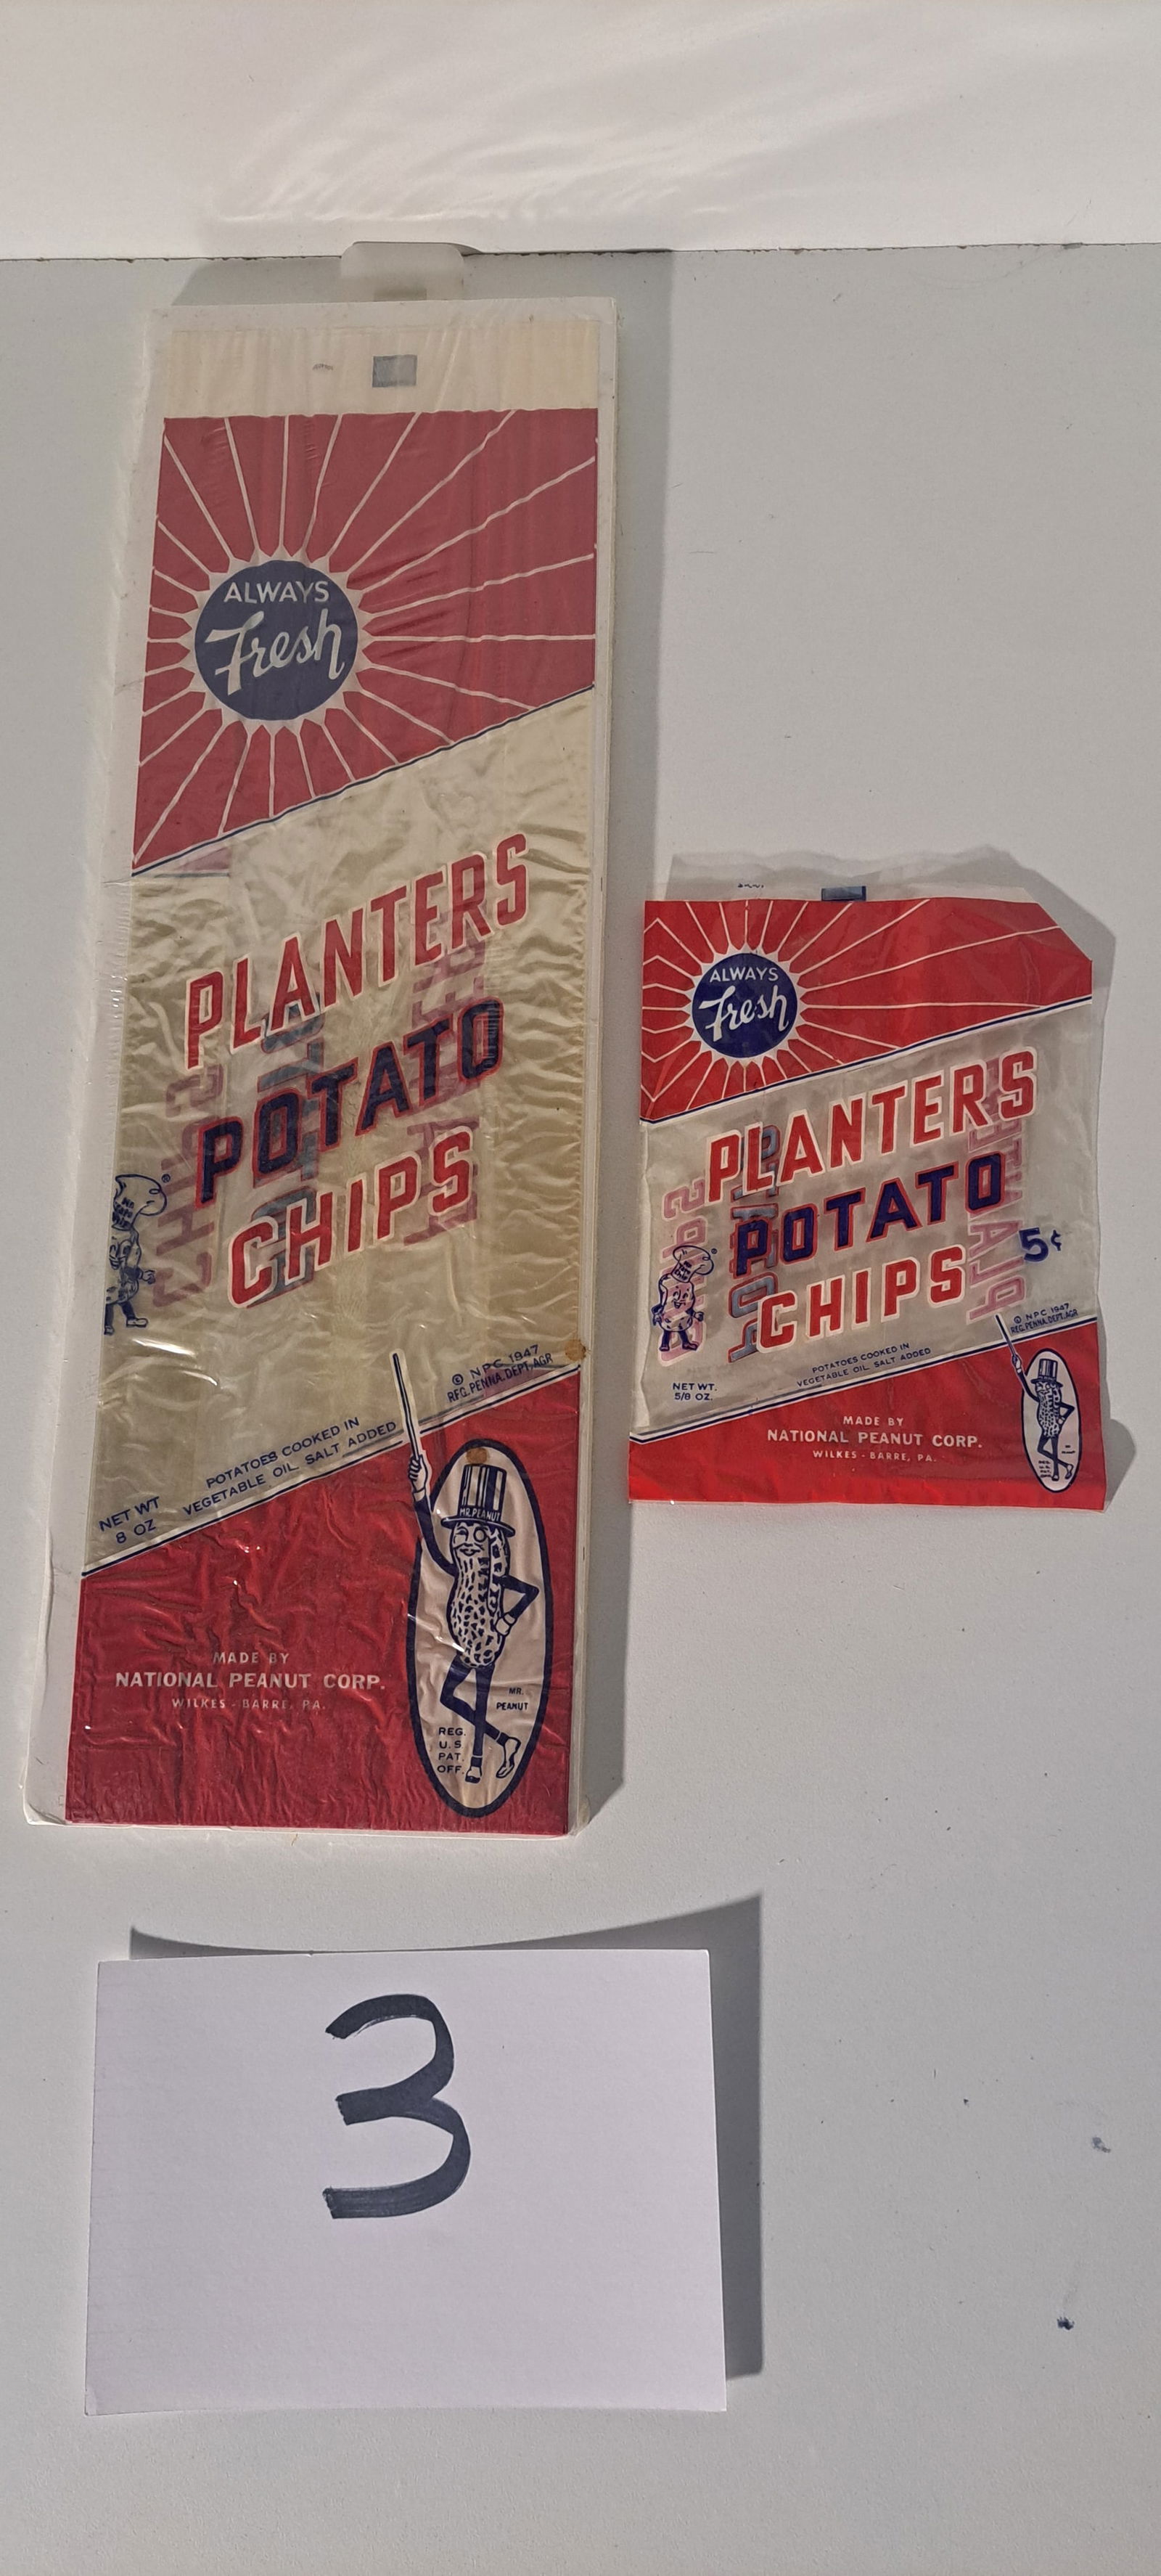 ALWAYS
Fresh
PLANTERS
POTATO
CHIPS
®
© NPC 1947
REG. PENNA. DEPT. AGR
POTATOES COOKED IN
VEGETABLE OIL, SALT ADDED
NET WT
8 OZ
MR. PEANUT
MADE BY
NATIONAL PEANUT CORP.
WILKES-BARRE, PA.
MR.
PEANUT
REG.
U.S.
PAT.
OFF.
ALWAYS
Fresh
PLANTERS
POTATO
CHIPS
5¢
®
© NPC 1947
REG. PENNA. DEPT. AGR
POTATOES COOKED IN
VEGETABLE OIL, SALT ADDED
NET WT.
5/8 OZ.
MADE BY
NATIONAL PEANUT CORP.
WILKES-BARRE, PA.
3